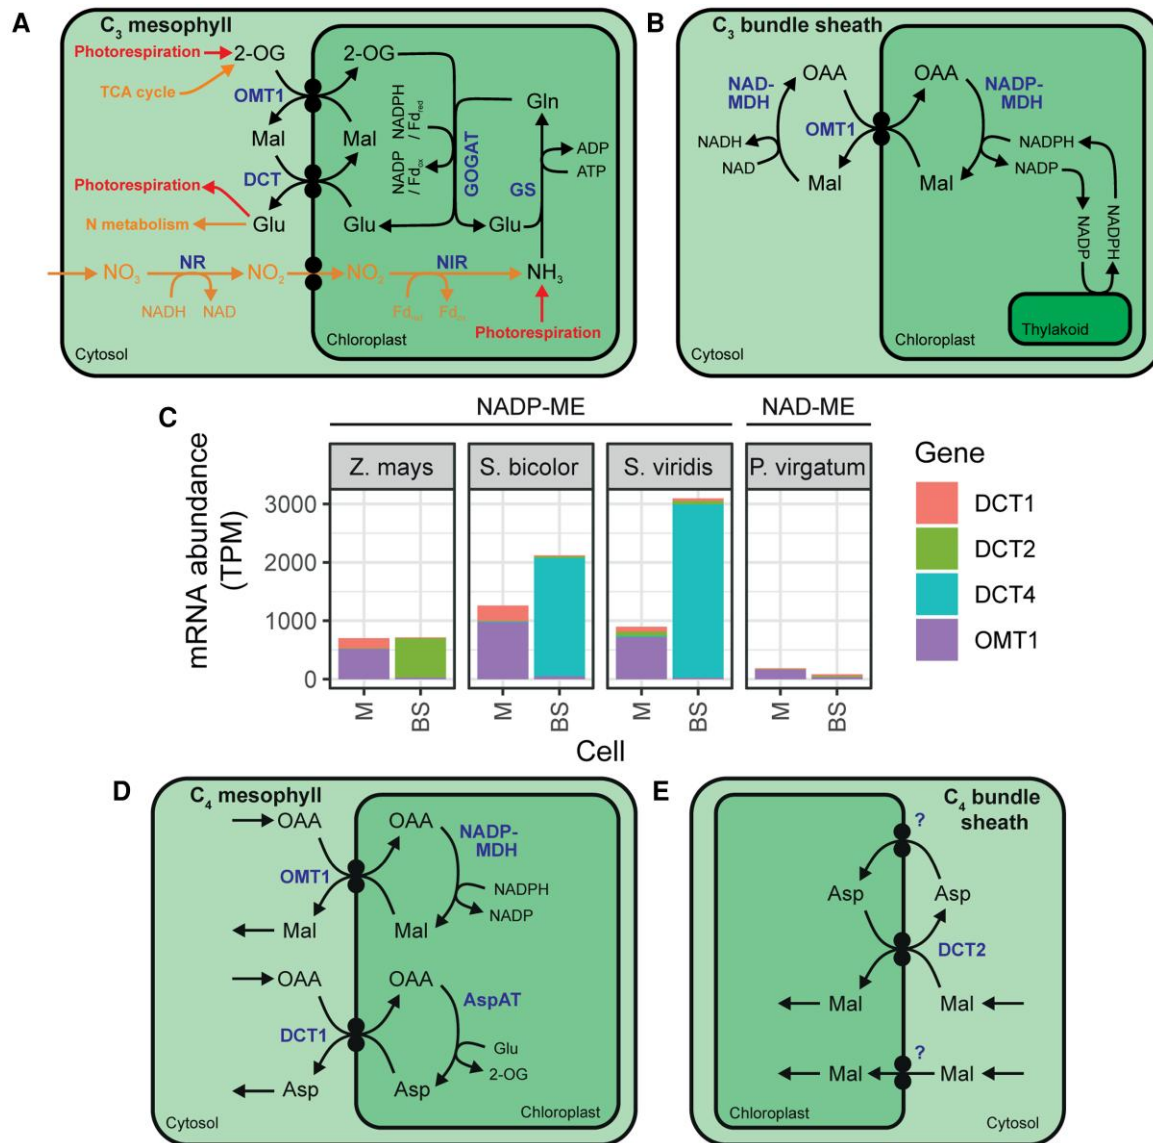 A
C3 mesophyll
Photorespiration
2-OG
2-OG
TCA cycle
OMT1
Mal
Mal
NADPH
/ Fdred
NADP
/ Fdox
GOGAT
Gln
ADP
ATP
GS
DCT
Photorespiration
N metabolism
Glu
Glu
Glu
NO3
NR
NO2
NO2
NIR
NH3
NADH
NAD
Fdred
Fdox
Photorespiration
Cytosol
Chloroplast
B
C3 bundle sheath
NAD-
MDH
OAA
OAA
NADP-
MDH
NADH
NAD
OMT1
NADPH
NADP
Mal
Mal
NADP
NADPH
Thylakoid
Cytosol
Chloroplast
C
NADP-ME
NAD-ME
Z. mays
S. bicolor
S. viridis
P. virgatum
mRNA abundance
(TPM)
3000
2000
1000
0
M
BS
M
BS
M
BS
M
BS
Cell
Gene
DCT1
DCT2
DCT4
OMT1
D
C4 mesophyll
OAA
OAA
NADP-
MDH
OMT1
NADPH
NADP
Mal
Mal
OAA
OAA
AspAT
DCT1
Glu
2-OG
Asp
Asp
Cytosol
Chloroplast
E
C4 bundle
sheath
?
Asp
Asp
DCT2
Mal
Mal
?
Mal
Mal
Chloroplast
Cytosol